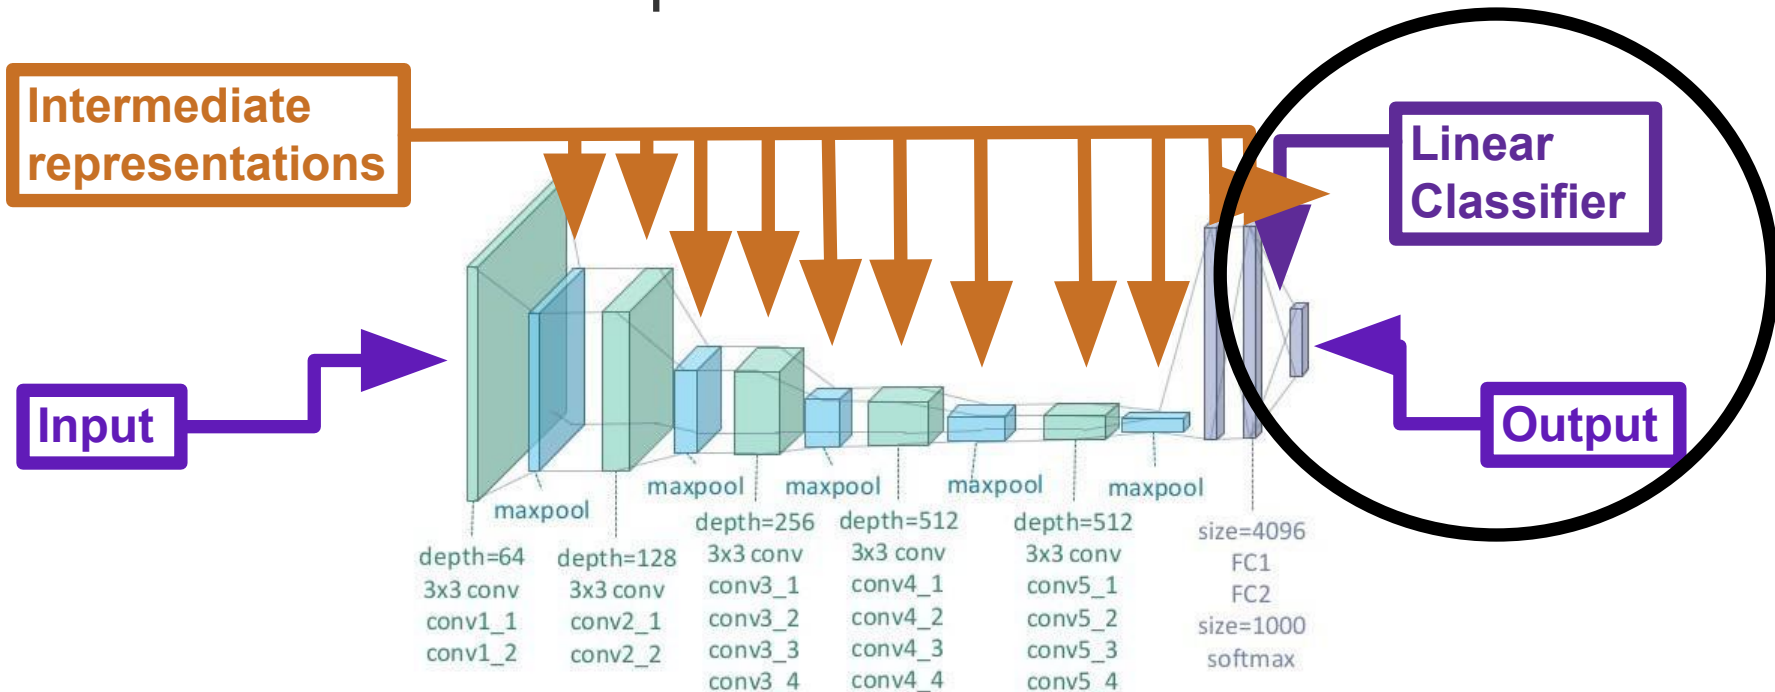 Intermediate
representations
Linear
Classifier
Input
Output
maxpool
maxpool
maxpool
maxpool
maxpool
depth=64
3x3 conv
conv1_1
conv1_2
depth=128
3x3 conv
conv2_1
conv2_2
depth=256
3x3 conv
conv3_1
conv3_2
conv3_3
conv3_4
depth=512
3x3 conv
conv4_1
conv4_2
conv4_3
conv4_4
depth=512
3x3 conv
conv5_1
conv5_2
conv5_3
conv5_4
size=4096
FC1
FC2
size=1000
softmax